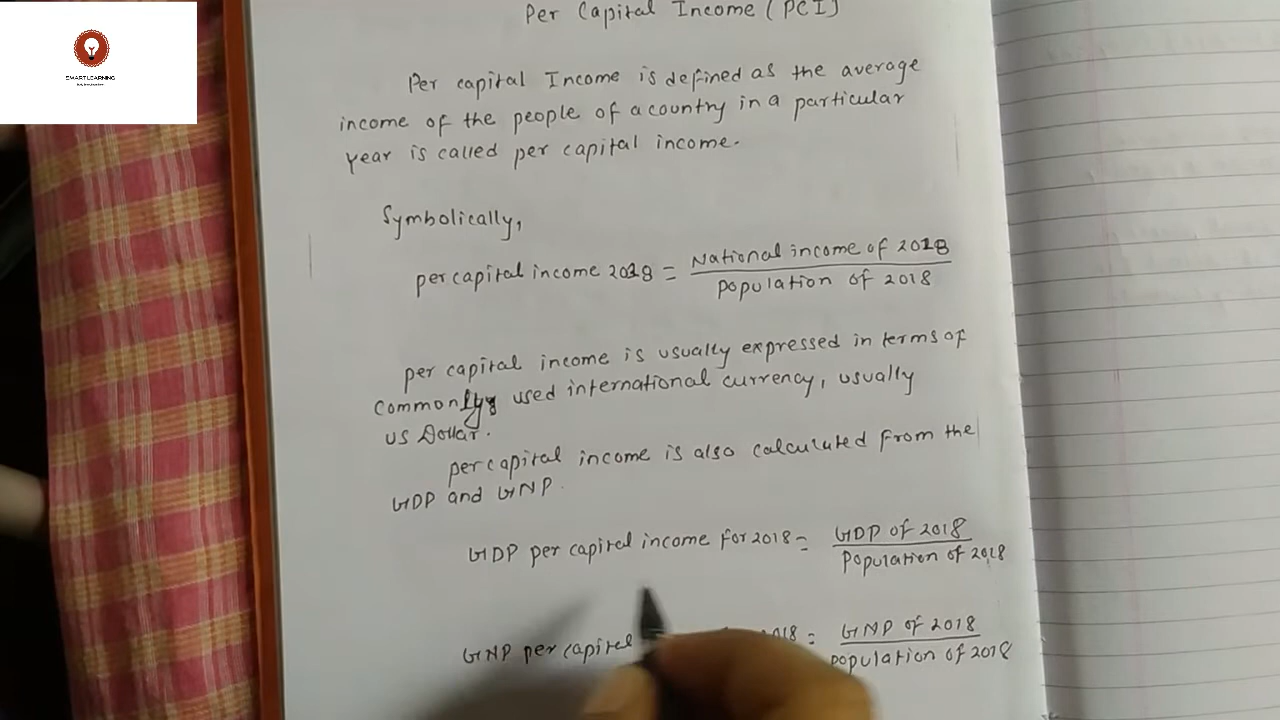 SMART LEARNING
Per Capital Income (PCI)
Per capital Income is defined as the average
income of the people of a country in a particular
year is called per capital income.
Symbolically,
per capital income 2018 = National income of 2018
Population of 2018
per capital income is usually expressed in terms of
commonly used international currency, usually
US Dollar.
per capital income is also calculated from the
GDP and GNP.
GDP per capital income for 2018 = GDP of 2018
Population of 2018
GNP per capital 2018 = GNP of 2018
Population of 2018